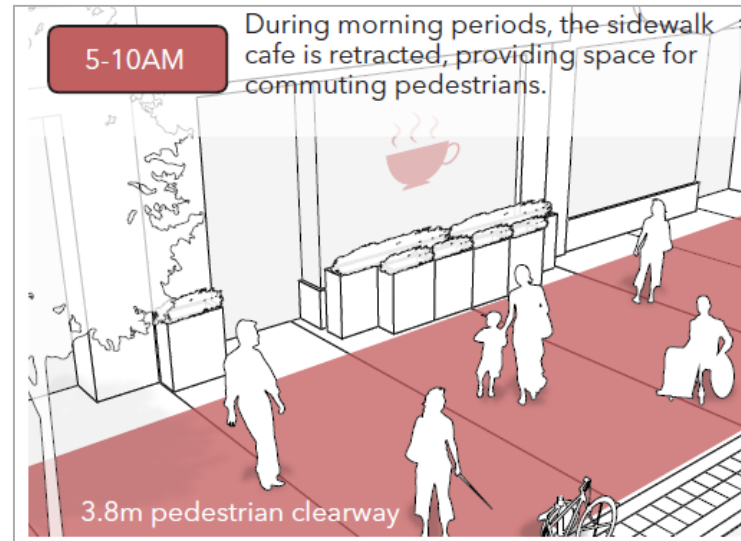 5-10AM
During morning periods, the sidewalk
cafe is retracted, providing space for
commuting pedestrians.
3.8m pedestrian clearway